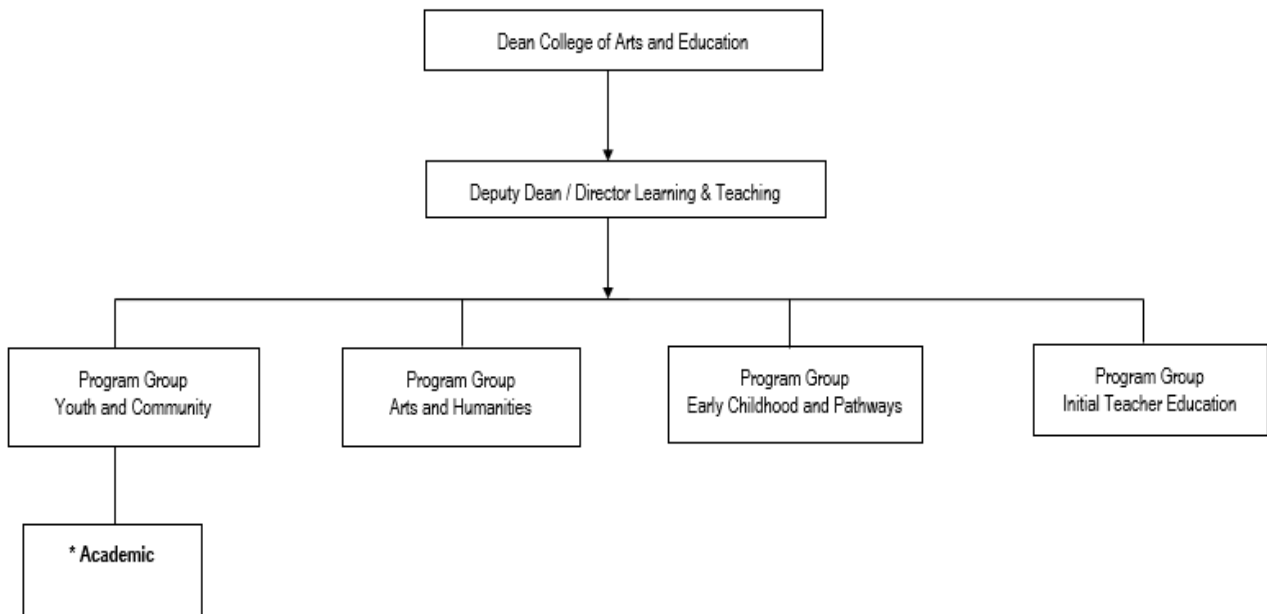 Dean College of Arts and Education
Deputy Dean / Director Learning & Teaching
Program Group
Youth and Community
Program Group
Arts and Humanities
Program Group
Early Childhood and Pathways
Program Group
Initial Teacher Education
* Academic